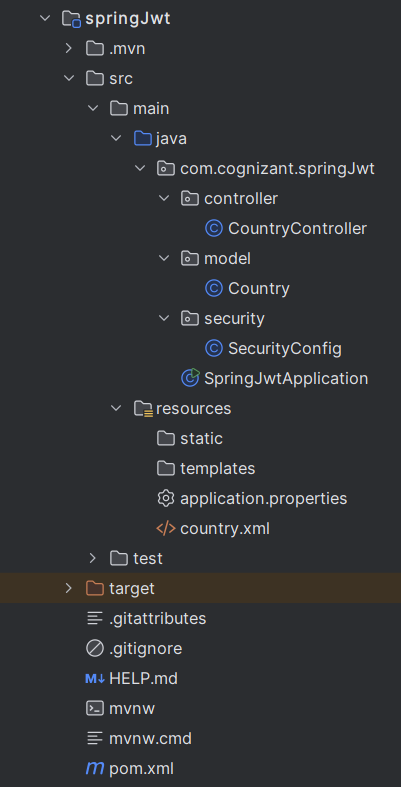 springJwt
.mvn
src
main
java
com.cognizant.springJwt
controller
CountryController
model
Country
security
SecurityConfig
SpringJwtApplication
resources
static
templates
application.properties
country.xml
test
target
.gitattributes
.gitignore
HELP.md
mvnw
mvnw.cmd
pom.xml